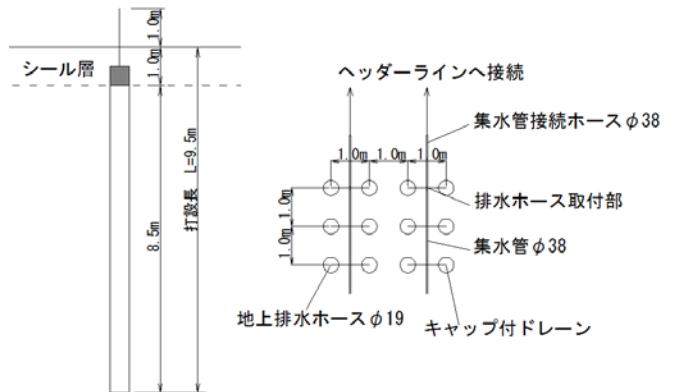 1.0m
シール層
1.0m
打設長 L=9.5m
8.5m
ヘッダーラインへ接続
集水管接続ホースφ38
1.0m 1.0m 1.0m
排水ホース取付部
1.0m
集水管φ38
1.0m
地上排水ホースφ19
キャップ付ドレーン